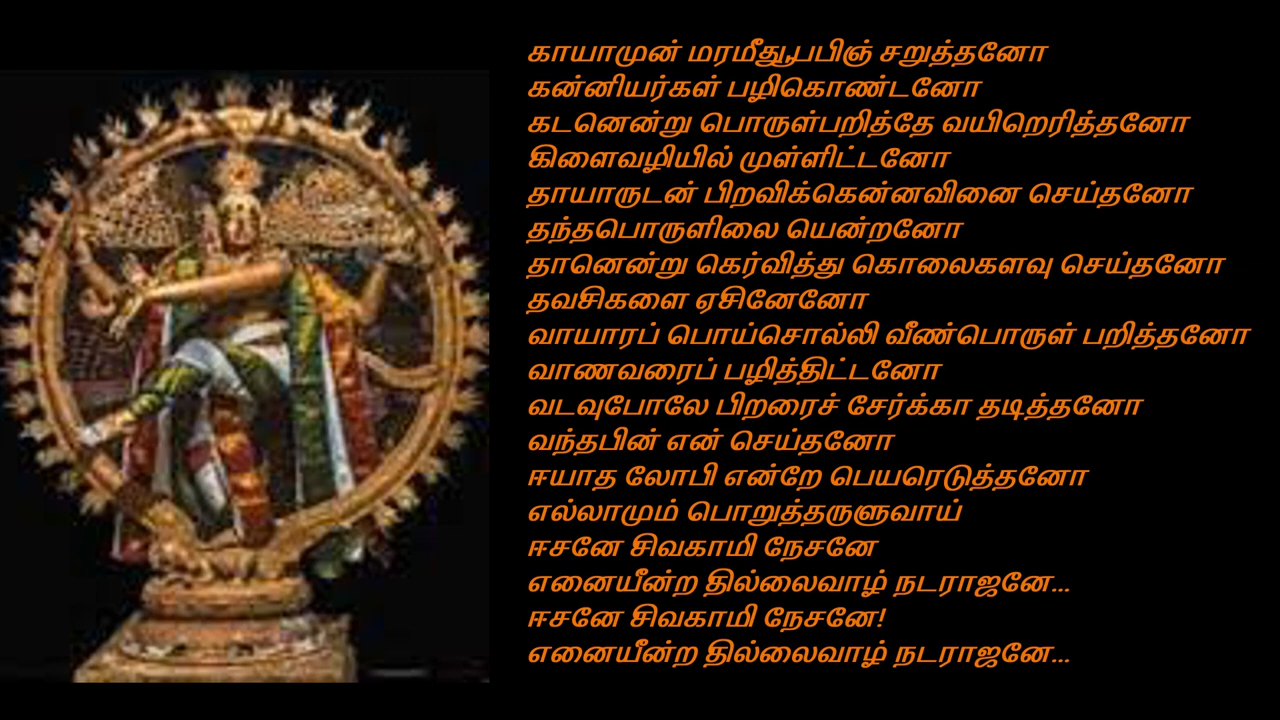 காயாமுன் மரமீதுபூபபிஞ் சறுத்தனோ
கன்னியர்கள் பழிகொண்டனோ
கடனென்று பொருள்பறித்தே வயிறெரித்தனோ
கிளைவழியில் முள்ளிட்டனோ
தாயாருடன் பிறவிக்கென்னவினை செய்தனோ
தந்தபொருளிலை யென்றனோ
தானென்று கெர்வித்து கொலைகளவு செய்தனோ
தவசிகளை ஏசினேனோ
வாயாரப் பொய்சொல்லி வீண்பொருள் பறித்தனோ
வாணவரைப் பழித்திட்டனோ
வடவுபோலே பிறரைச் சேர்க்கா தடித்தனோ
வந்தபின் என் செய்தனோ
ஈயாத லோபி என்றே பெயரெடுத்தனோ
எல்லாமும் பொறுத்தருளுவாய்
ஈசனே சிவகாமி நேசனே
எனையீன்ற தில்லைவாழ் நடராஜனே...
ஈசனே சிவகாமி நேசனே!
எனையீன்ற தில்லைவாழ் நடராஜனே...